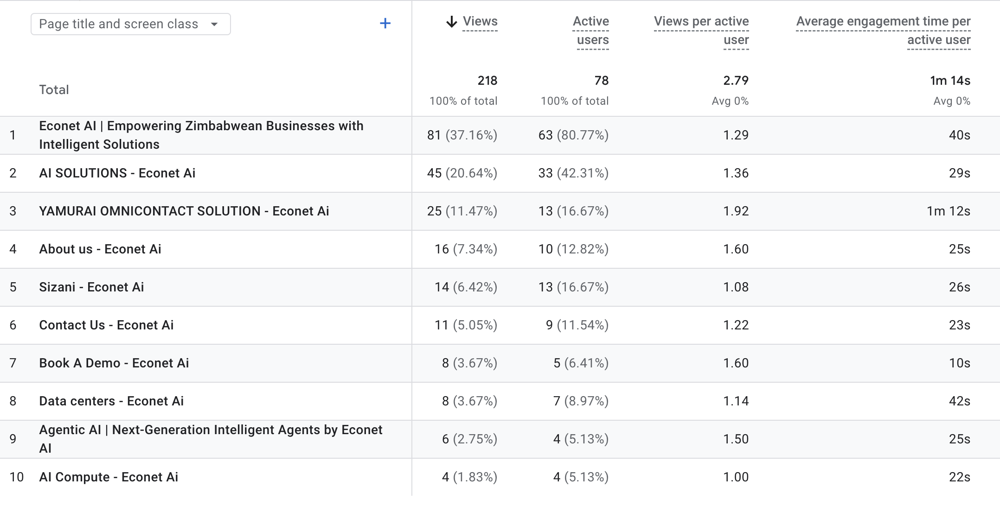 Page title and screen class
Views
Active users
Views per active user
Average engagement time per active user
Total
218
100% of total
78
100% of total
2.79
Avg 0%
1m 14s
Avg 0%
1 Econet AI | Empowering Zimbabwean Businesses with
Intelligent Solutions 81 (37.16%) 63 (80.77%) 1.29 40s
2 AI SOLUTIONS - Econet Ai 45 (20.64%) 33 (42.31%) 1.36 29s
3 YAMURAI OMNICONTACT SOLUTION - Econet Ai 25 (11.47%) 13 (16.67%) 1.92 1m 12s
4 About us - Econet Ai 16 (7.34%) 10 (12.82%) 1.60 25s
5 Sizani - Econet Ai 14 (6.42%) 13 (16.67%) 1.08 26s
6 Contact Us - Econet Ai 11 (5.05%) 9 (11.54%) 1.22 23s
7 Book A Demo - Econet Ai 8 (3.67%) 5 (6.41%) 1.60 10s
8 Data centers - Econet Ai 8 (3.67%) 7 (8.97%) 1.14 42s
9 Agentic AI | Next-Generation Intelligent Agents by Econet
AI 6 (2.75%) 4 (5.13%) 1.50 25s
10 AI Compute - Econet Ai 4 (1.83%) 4 (5.13%) 1.00 22s